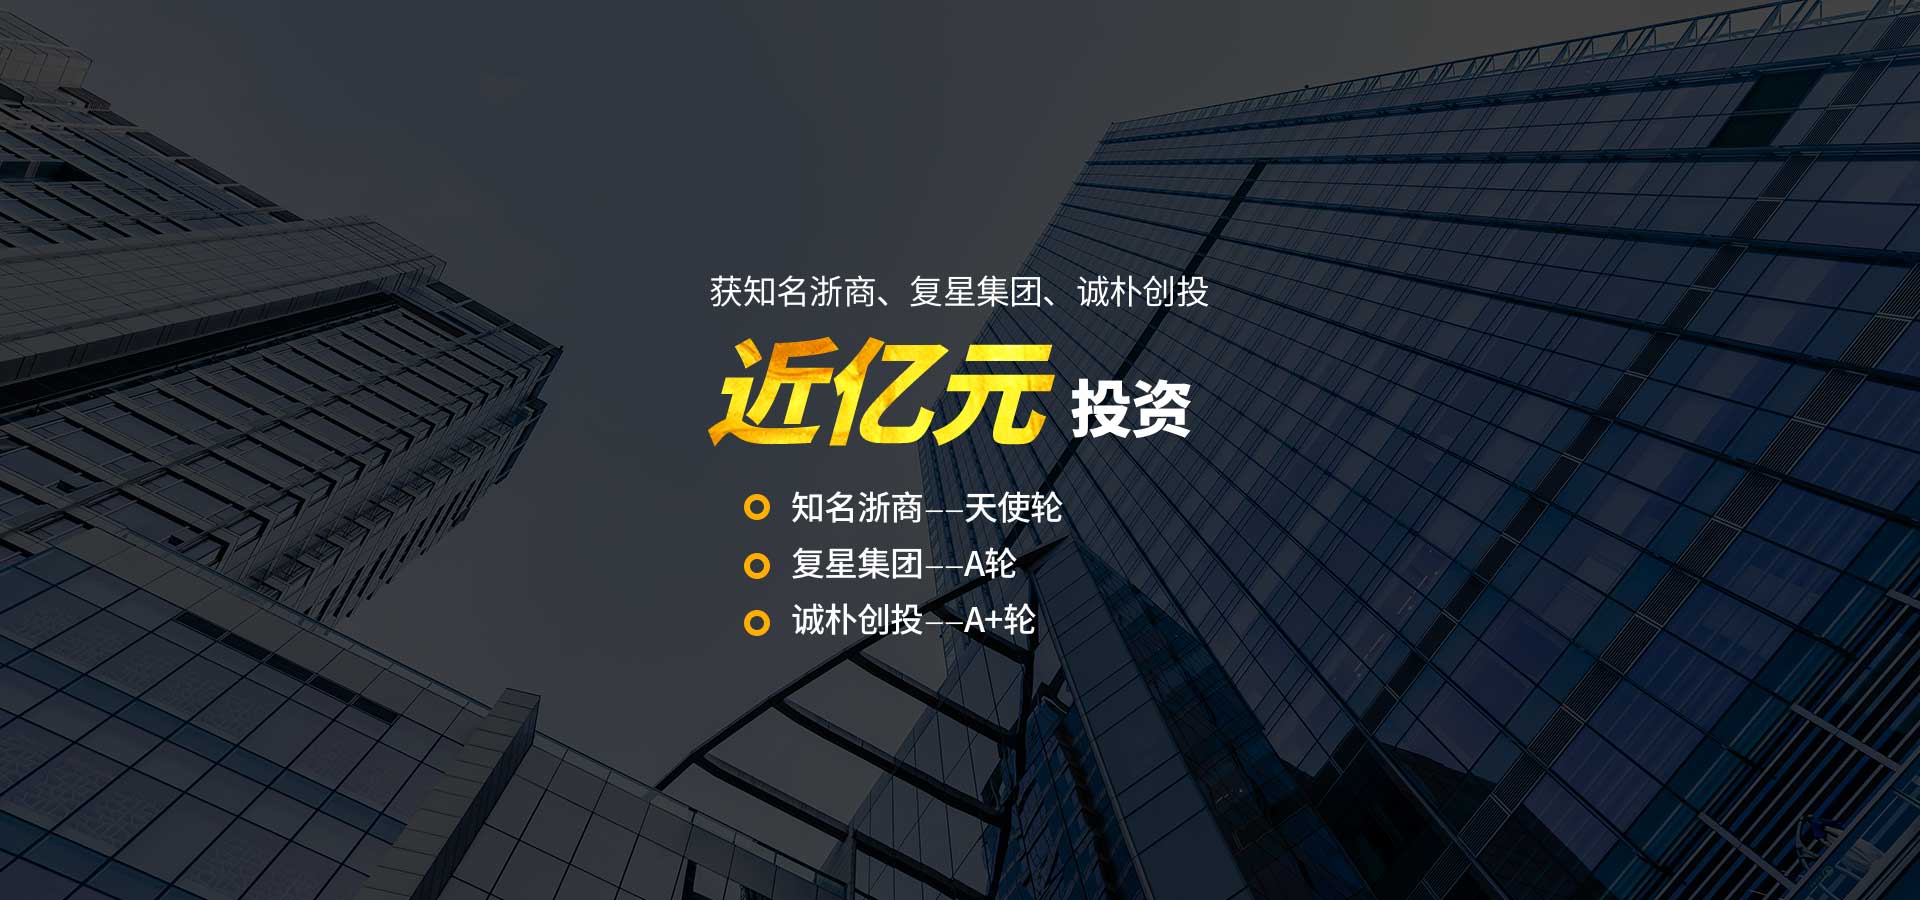 获知名浙商、复星集团、诚朴创投
近亿元 投资
知名浙商——天使轮
复星集团——A轮
诚朴创投——A+轮